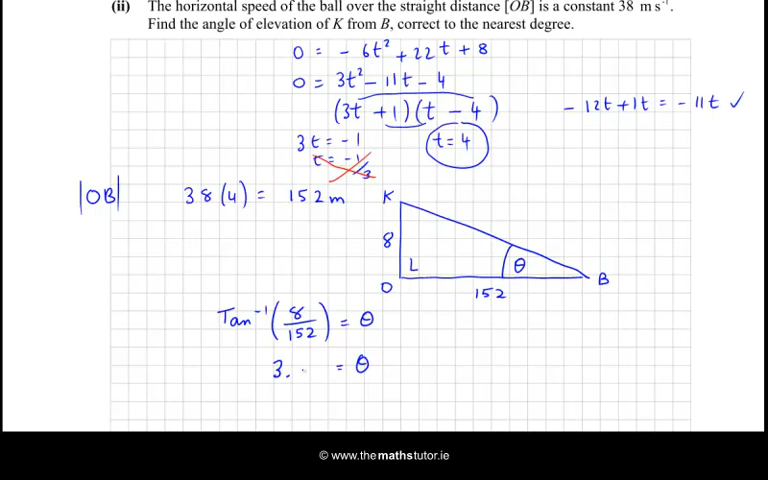 (ii) The horizontal speed of the ball over the straight distance [OB] is a constant 38 m s⁻¹.
Find the angle of elevation of K from B, correct to the nearest degree.
0 = - 6t² + 22t + 8
0 = 3t² - 11t - 4
(3t + 1)(t - 4)
- 12t + 1t = - 11t ✓
3t = -1
t = 4
t = -1/3
|OB| 38(4) = 152m
K
8
L
θ
O
152
B
Tan⁻¹(8/152) = θ
3. = θ
© www.themathstutor.ie